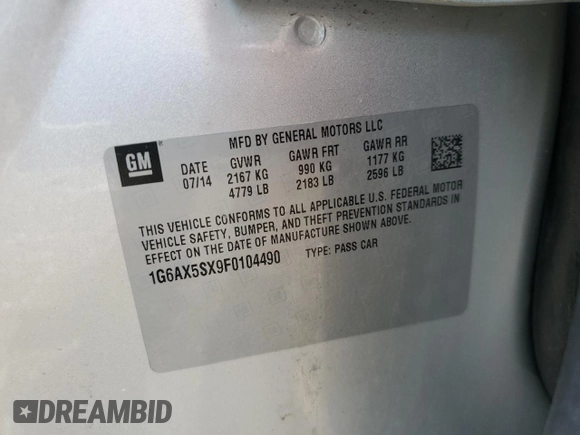 MFD BY GENERAL MOTORS LLC
GM
DATE GVWR GAWR FRT GAWR RR
07/14 2167 KG 990 KG 1177 KG
4779 LB 2183 LB 2596 LB
THIS VEHICLE CONFORMS TO ALL APPLICABLE U.S. FEDERAL MOTOR
VEHICLE SAFETY, BUMPER, AND THEFT PREVENTION STANDARDS IN
EFFECT ON THE DATE OF MANUFACTURE SHOWN ABOVE.
1G6AX5SX9F0104490 TYPE: PASS CAR
DREAMBID